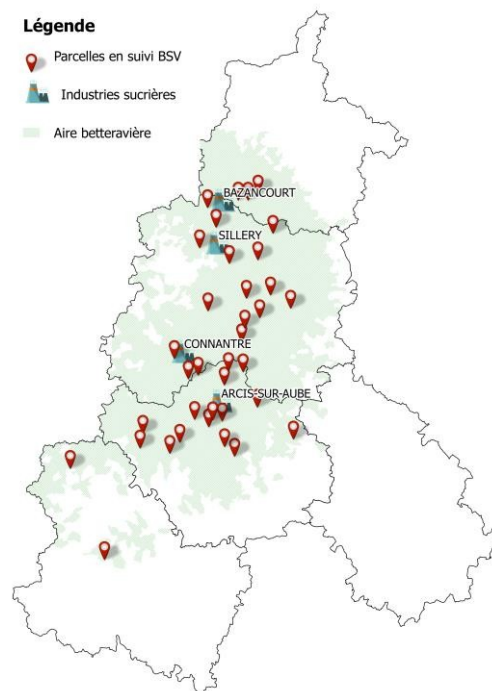 Légende
Parcelles en suivi BSV
Industries sucrières
Aire betteravière
BAZANCOURT
SILLERY
CONNANTRE
ARCIS-SUR-AUBE